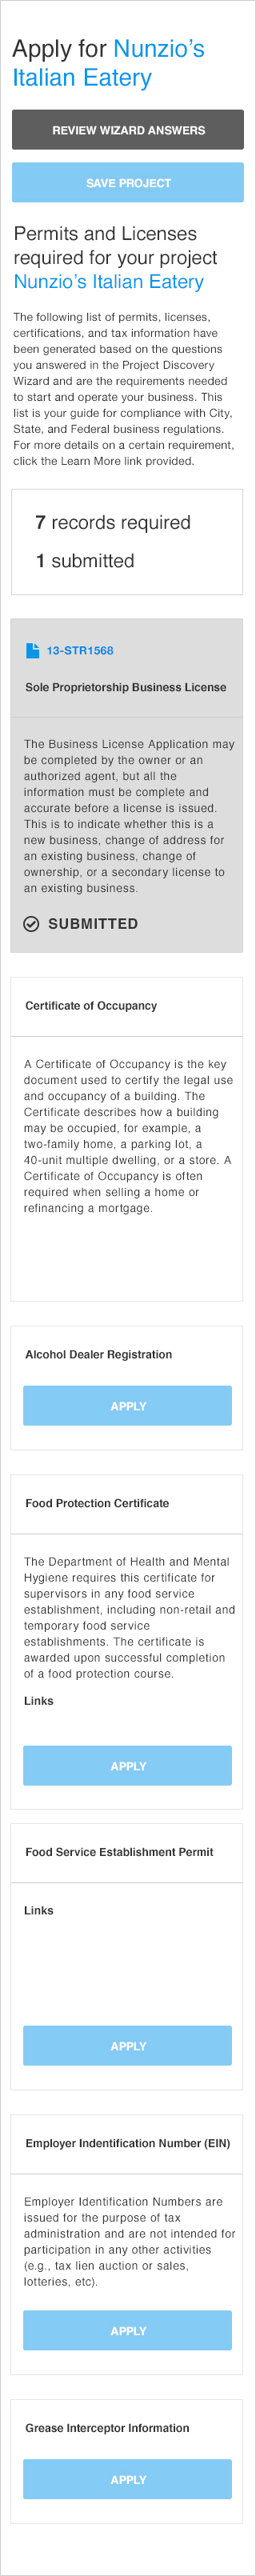 Apply for Nunzio's
Italian Eatery
REVIEW WIZARD ANSWERS
SAVE PROJECT
Permits and Licenses
required for your project
Nunzio's Italian Eatery
The following list of permits, licenses,
certifications, and tax information have
been generated based on the questions
you answered in the Project Discovery
Wizard and are the requirements needed
to start and operate your business. This
list is your guide for compliance with City,
State, and Federal business regulations.
For more details on a certain requirement,
click the Learn More link provided.
7 records required
1 submitted
13-STR1568
Sole Proprietorship Business License
The Business License Application may
be completed by the owner or an
authorized agent, but all the
information must be complete and
accurate before a license is issued.
This is to indicate whether this is a
new business, change of address for
an existing business, change of
ownership, or a secondary license to
an existing business.
SUBMITTED
Certificate of Occupancy
A Certificate of Occupancy is the key
document used to certify the legal use
and occupancy of a building. The
Certificate describes how a building
may be occupied, for example, a
two-family home, a parking lot, a
40-unit multiple dwelling, or a store. A
Certificate of Occupancy is often
required when selling a home or
refinancing a mortgage.
Alcohol Dealer Registration
APPLY
Food Protection Certificate
The Department of Health and Mental
Hygiene requires this certificate for
supervisors in any food service
establishment, including non-retail and
temporary food service
establishments. The certificate is
awarded upon successful completion
of a food protection course.
Links
APPLY
Food Service Establishment Permit
Links
APPLY
Employer Indentification Number (EIN)
Employer Identification Numbers are
issued for the purpose of tax
administration and are not intended for
participation in any other activities
(e.g., tax lien auction or sales,
lotteries, etc).
APPLY
Grease Interceptor Information
APPLY